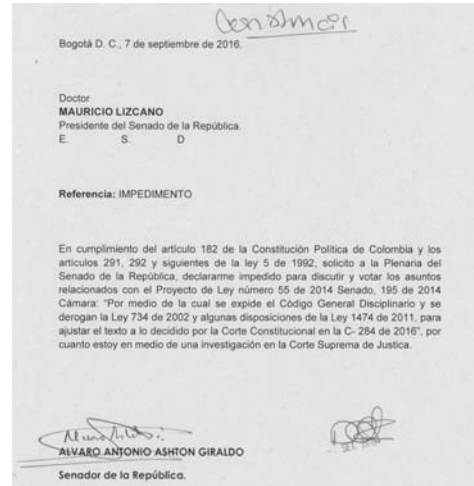 Bogotá D. C., 7 de septiembre de 2016.
Doctor
MAURICIO LIZCANO
Presidente del Senado de la República.
E. S. D
Referencia: IMPEDIMENTO
En cumplimiento del articulo 182 de la Constitución Política de Colombia y los
artículos 291, 292 y siguientes de la ley 5 de 1992, solicito a la Plenaria del
Senado de la República, declararme impedido para discutir y votar los asuntos
relacionados con el Proyecto de Ley número 55 de 2014 Senado, 195 de 2014
Cámara: "Por medio de la cual se expide el Código General Disciplinario y se
derogan la Ley 734 de 2002 y algunas disposiciones de la Ley 1474 de 2011, para
ajustar el texto a lo decidido por la Corte Constitucional en la C- 284 de 2016", por
cuanto estoy en medio de una investigación en la Corte Suprema de Justica.
ALVARO ANTONIO ASHTON GIRALDO
Senador de la República.